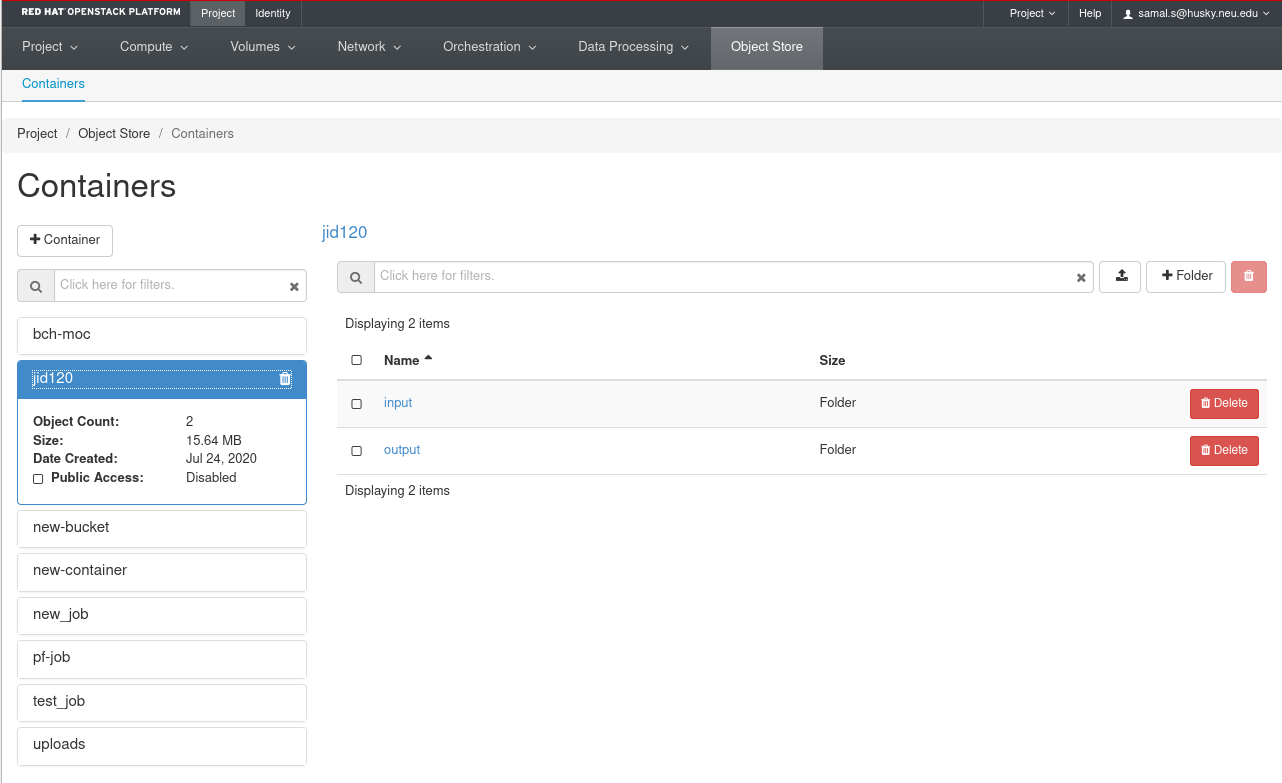 RED HAT OPENSTACK PLATFORM Project Identity Project Help samal.s@husky.neu.edu
Project Compute Volumes Network Orchestration Data Processing Object Store
Containers
Project / Object Store / Containers
Containers
+ Container
Click here for filters.
bch-moc
jid120
Object Count: 2
Size: 15.64 MB
Date Created: Jul 24, 2020
Public Access: Disabled
new-bucket
new-container
new_job
pf-job
test_job
uploads
jid120
Click here for filters. + Folder
Displaying 2 items
Name Size
input Folder Delete
output Folder Delete
Displaying 2 items